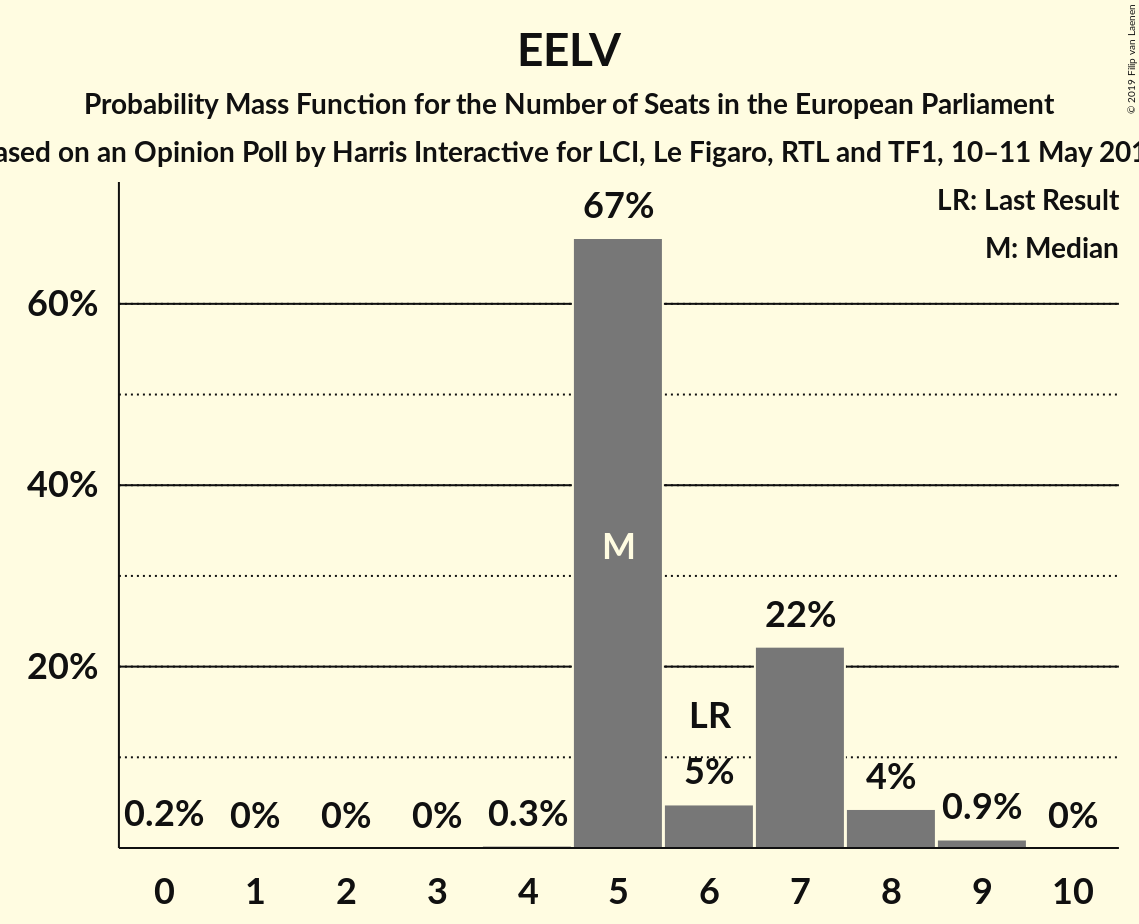 EELV
Probability Mass Function for the Number of Seats in the European Parliament
ased on an Opinion Poll by Harris Interactive for LCI, Le Figaro, RTL and TF1, 10–11 May 201
© 2019 Filip van Laenen
LR: Last Result
M: Median
67%
60%
40%
M
22%
20%
LR
5%
4%
0.2% 0% 0% 0% 0.3% 0.9% 0%
0 1 2 3 4 5 6 7 8 9 10